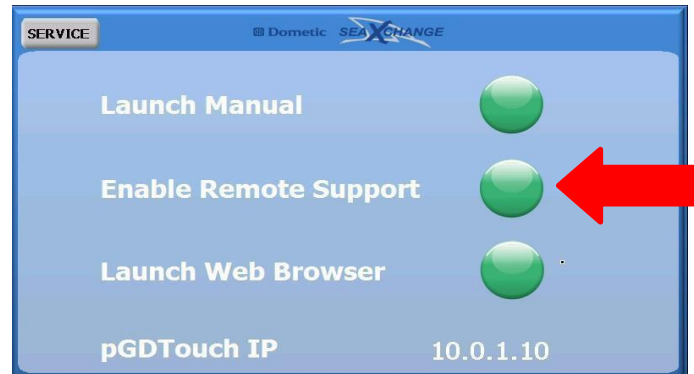 SERVICE
Dometic SEAXCHANGE
Launch Manual
Enable Remote Support
Launch Web Browser
pGDTouch IP 10.0.1.10